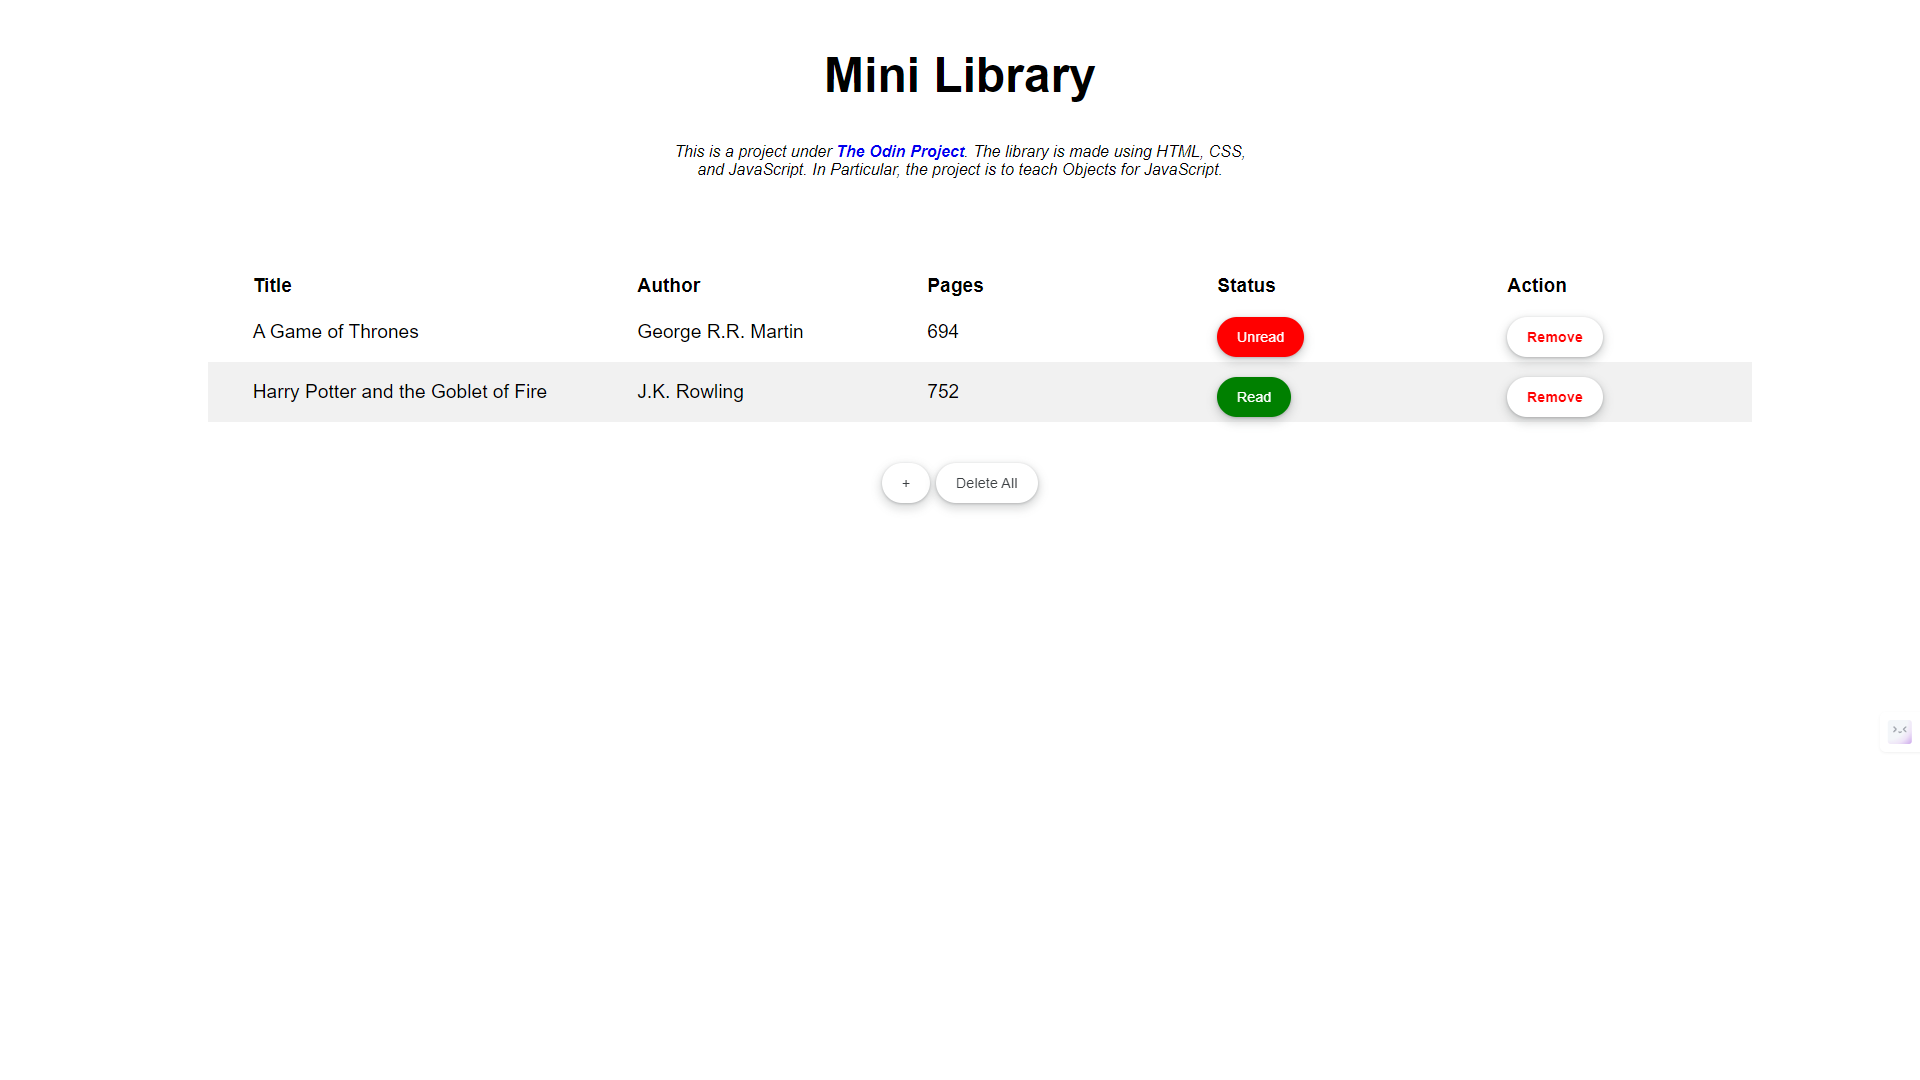 Mini Library
This is a project under The Odin Project. The library is made using HTML, CSS,
and JavaScript. In Particular, the project is to teach Objects for JavaScript.
Title Author Pages Status Action
A Game of Thrones George R.R. Martin 694 Unread Remove
Harry Potter and the Goblet of Fire J.K. Rowling 752 Read Remove
+ Delete All